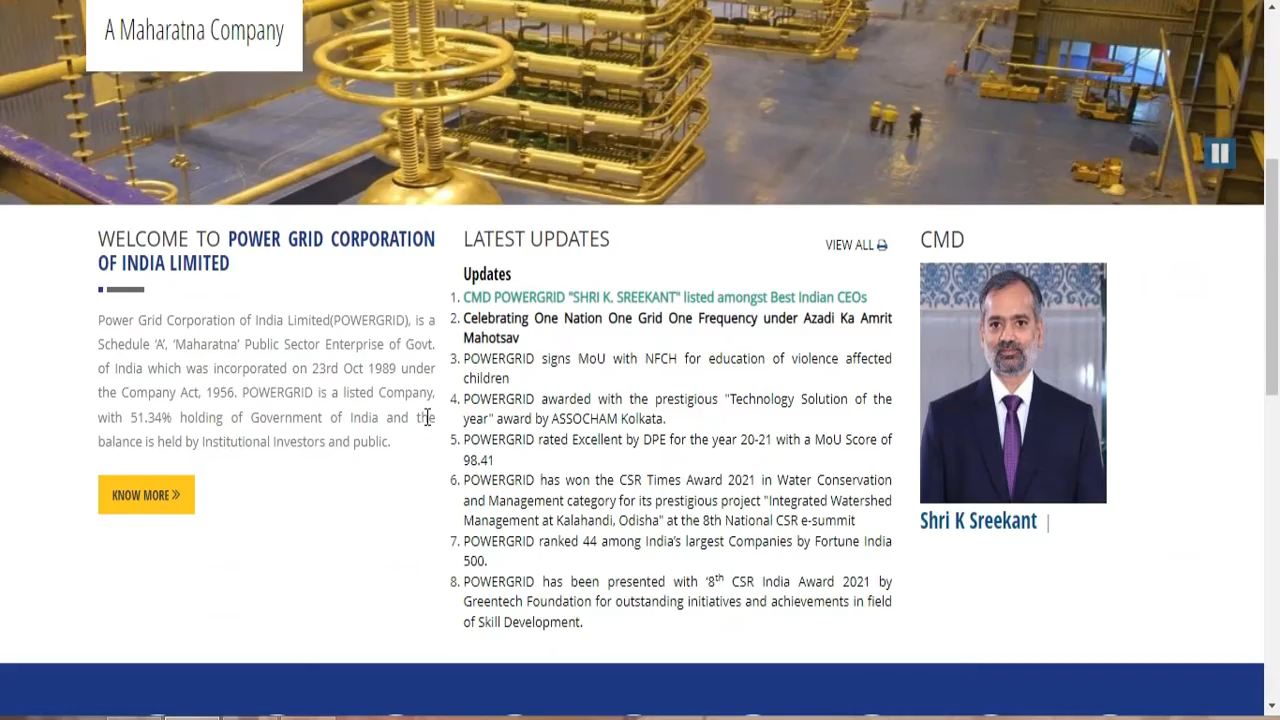 A Maharatna Company
WELCOME TO POWER GRID CORPORATION
OF INDIA LIMITED
Power Grid Corporation of India Limited(POWERGRID), is a
Schedule ‘A’, ‘Maharatna’ Public Sector Enterprise of Govt.
of India which was incorporated on 23rd Oct 1989 under
the Company Act, 1956. POWERGRID is a listed Company,
with 51.34% holding of Government of India and the
balance is held by Institutional Investors and public.
KNOW MORE »
LATEST UPDATES
VIEW ALL
Updates
1. CMD POWERGRID "SHRI K. SREEKANT" listed amongst Best Indian CEOs
2. Celebrating One Nation One Grid One Frequency under Azadi Ka Amrit
Mahotsav
3. POWERGRID signs MoU with NFCH for education of violence affected
children
4. POWERGRID awarded with the prestigious "Technology Solution of the
year" award by ASSOCHAM Kolkata.
5. POWERGRID rated Excellent by DPE for the year 20-21 with a MoU Score of
98.41
6. POWERGRID has won the CSR Times Award 2021 in Water Conservation
and Management category for its prestigious project "Integrated Watershed
Management at Kalahandi, Odisha" at the 8th National CSR e-summit
7. POWERGRID ranked 44 among India’s largest Companies by Fortune India
500.
8. POWERGRID has been presented with ‘8th CSR India Award 2021 by
Greentech Foundation for outstanding initiatives and achievements in field
of Skill Development.
CMD
Shri K Sreekant |